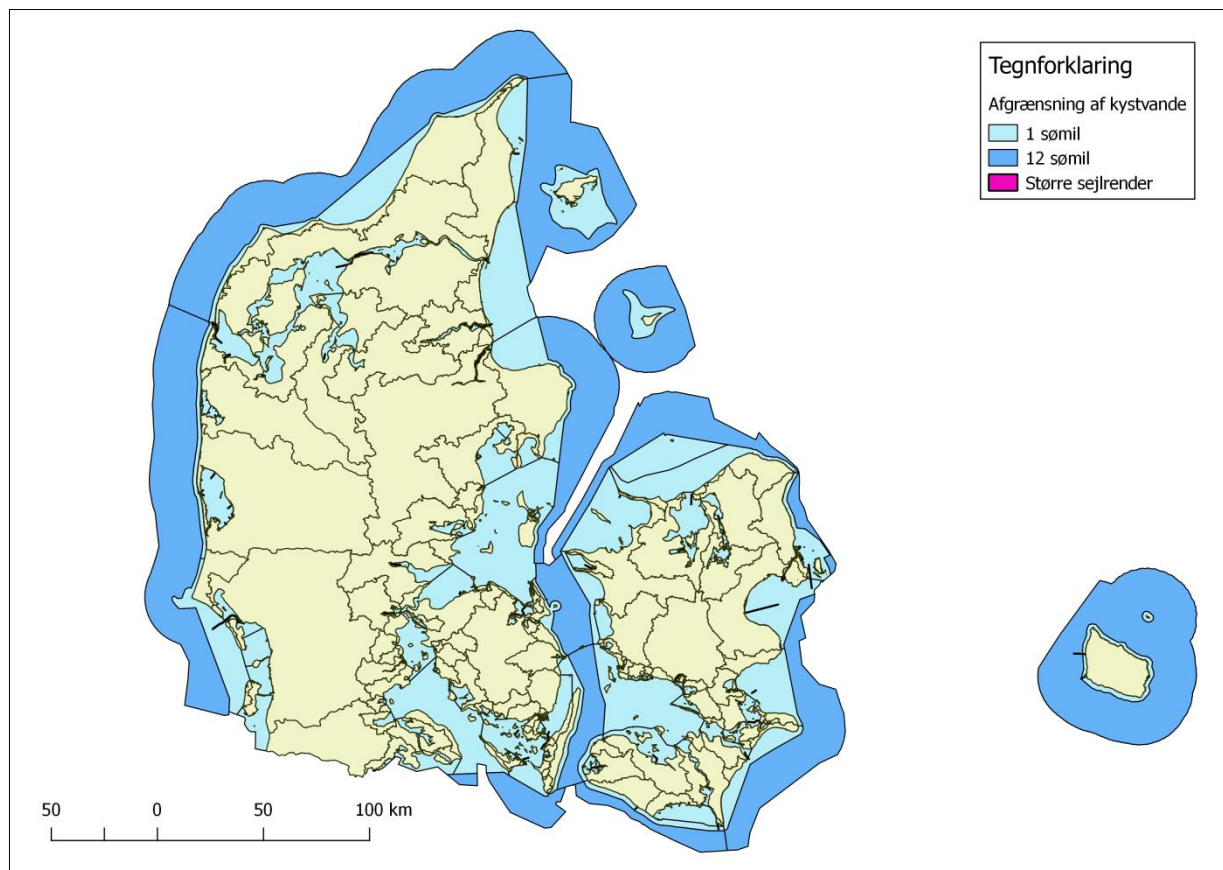 Tegnforklaring
Afgrænsning af kystvande
1 sømil
12 sømil
Større sejlrender
50 0 50 100 km